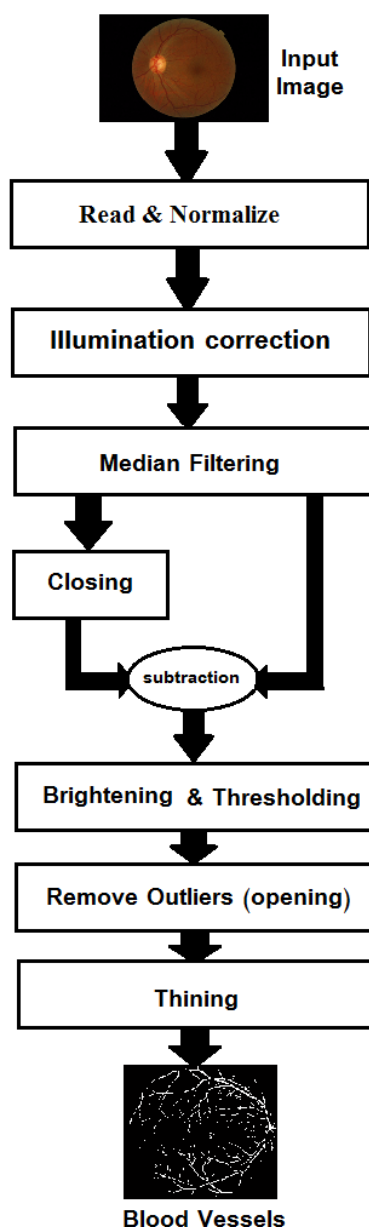 Input
Image
Read & Normalize
Illumination correction
Median Filtering
Closing
subtraction
Brightening & Thresholding
Remove Outliers (opening)
Thining
Blood Vessels